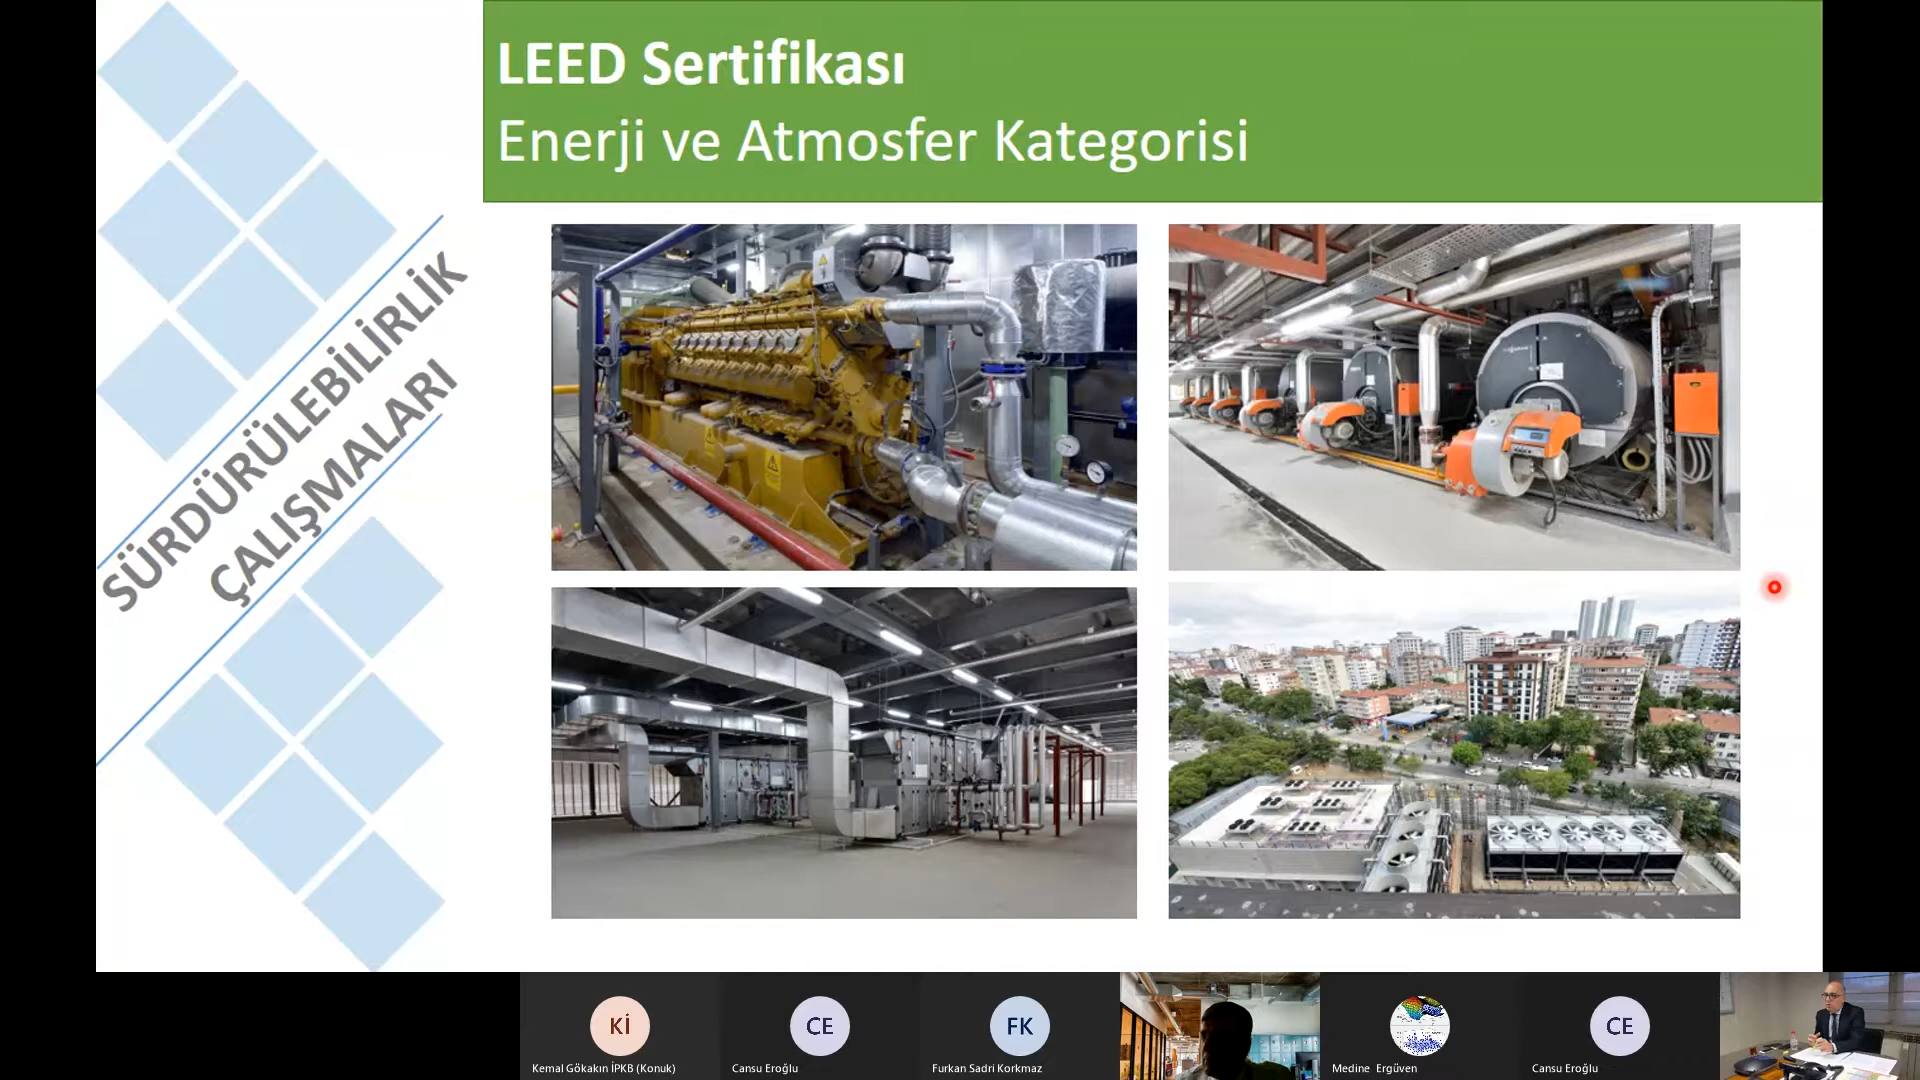 LEED Sertifikası
Enerji ve Atmosfer Kategorisi
SÜRDÜRÜLEBİLİRLİK
ÇALIŞMALARI
Kİ
CE
FK
CE
Kemal Gökakın İPKB (Konuk)
Cansu Eroğlu
Furkan Sadri Korkmaz
Medine Ergüven
Cansu Eroğlu